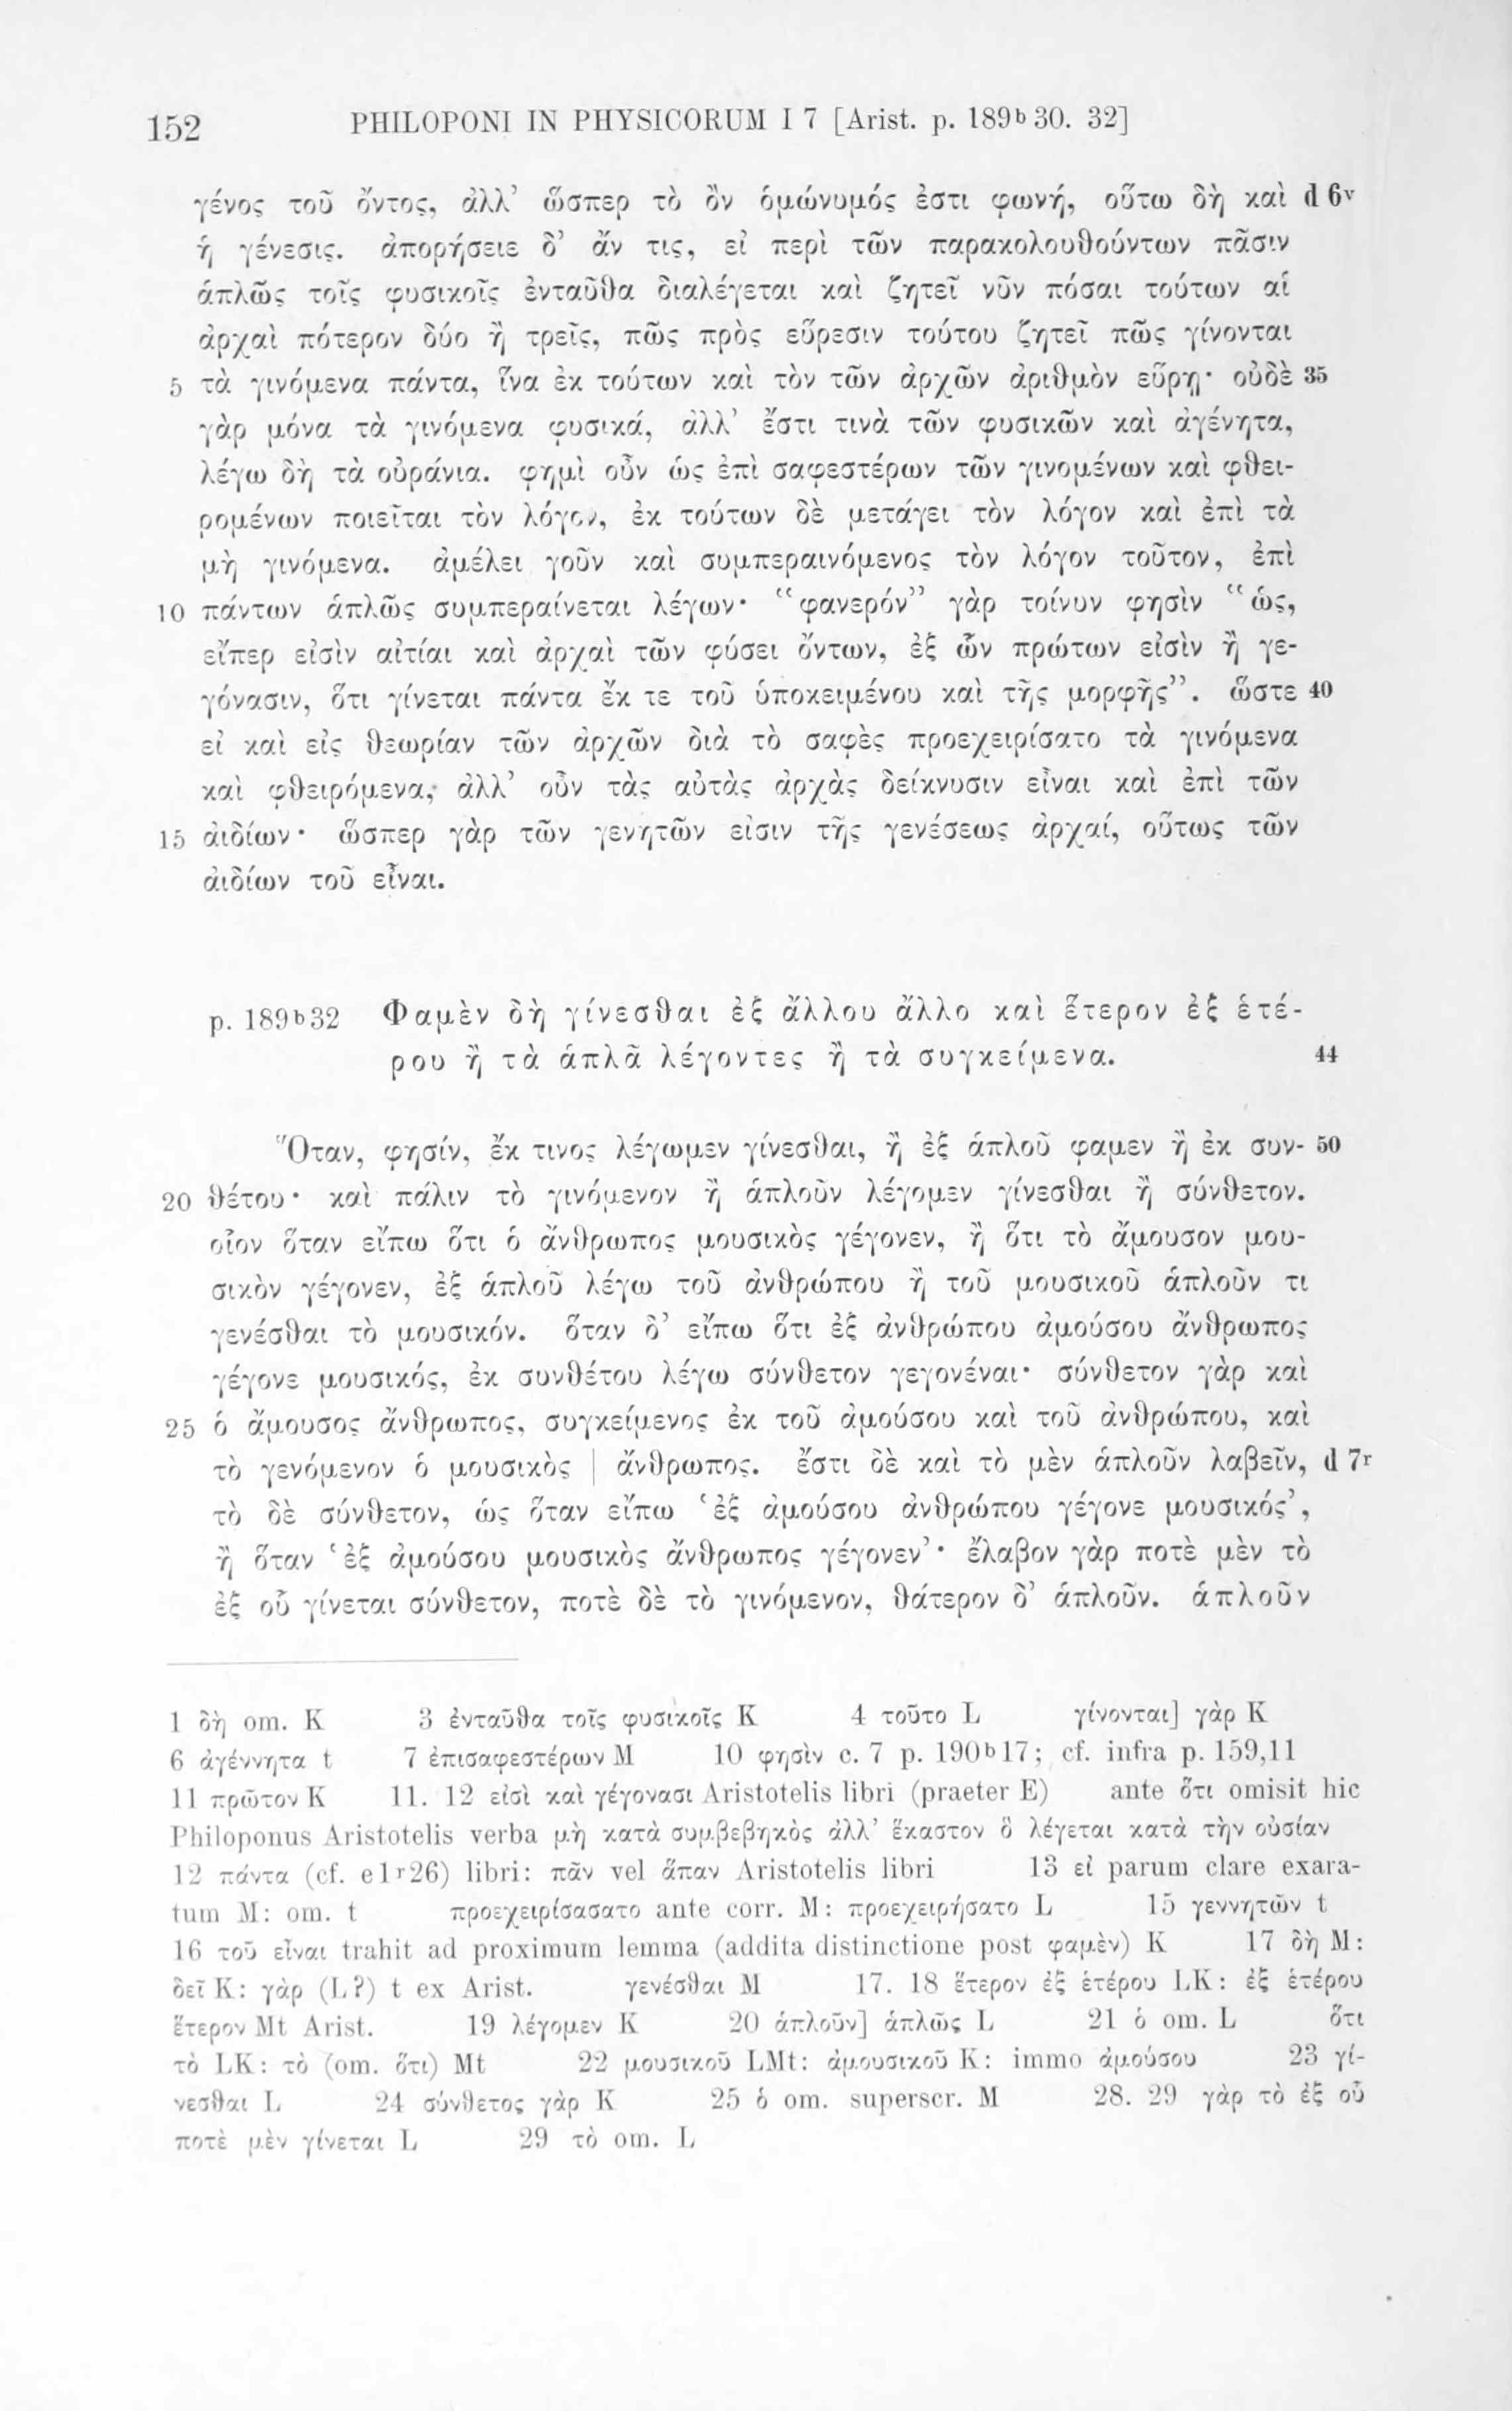 152 PHILOPONI IN PHYSICORUM I 7 [Arist. p. 189b 30. 32]
γένος τοῦ ὄντος, ἀλλ’ ὥσπερ τὸ ὂν ὁμώνυμός ἐστι φωνή, οὕτω δὴ καὶ d 6v
ἡ γένεσις. ἀπορήσειε δ’ ἄν τις, εἰ περὶ τῶν παρακολουθούντων πᾶσιν
ἁπλῶς τοῖς φυσικοῖς ἐνταῦθα διαλέγεται καὶ ζητεῖ νῦν πόσαι τούτων αἱ
ἀρχαὶ πότερον δύο ἢ τρεῖς, πῶς πρὸς εὕρεσιν τούτου ζητεῖ πῶς γίνονται
5 τὰ γινόμενα πάντα, ἵνα ἐκ τούτων καὶ τὸν τῶν ἀρχῶν ἀριθμὸν εὕρῃ· οὐδὲ 35
γὰρ μόνα τὰ γινόμενα φυσικά, ἀλλ’ ἔστι τινὰ τῶν φυσικῶν καὶ ἀγένητα,
λέγω δὴ τὰ οὐράνια. φημὶ οὖν ὡς ἐπὶ σαφεστέρων τῶν γινομένων καὶ φθει-
ρομένων ποιεῖται τὸν λόγον, ἐκ τούτων δὲ μετάγει τὸν λόγον καὶ ἐπὶ τὰ
μὴ γινόμενα. ἀμέλει γοῦν καὶ συμπεραινόμενος τὸν λόγον τοῦτον, ἐπὶ
10 πάντων ἁπλῶς συμπεραίνεται λέγων· “φανερόν” γὰρ τοίνυν φησὶν “ὡς,
εἴπερ εἰσὶν αἰτίαι καὶ ἀρχαὶ τῶν φύσει ὄντων, ἐξ ὧν πρώτων εἰσὶν ἢ γε-
γόνασιν, ὅτι γίνεται πάντα ἔκ τε τοῦ ὑποκειμένου καὶ τῆς μορφῆς”. ὥστε 40
εἰ καὶ εἰς θεωρίαν τῶν ἀρχῶν διὰ τὸ σαφὲς προεχειρίσατο τὰ γινόμενα
καὶ φθειρόμενα, ἀλλ’ οὖν τὰς αὐτὰς ἀρχὰς δείκνυσιν εἶναι καὶ ἐπὶ τῶν
15 ἀιδίων· ὥσπερ γὰρ τῶν γενητῶν εἰσιν τῆς γενέσεως ἀρχαί, οὕτως τῶν
ἀιδίων τοῦ εἶναι.
p. 189b32 Φαμὲν δὴ γίνεσθαι ἐξ ἄλλου ἄλλο καὶ ἕτερον ἐξ ἑτέ-
ρου ἢ τὰ ἁπλᾶ λέγοντες ἢ τὰ συγκείμενα. 44
Ὅταν, φησίν, ἔκ τινος λέγωμεν γίνεσθαι, ἢ ἐξ ἁπλοῦ φαμεν ἢ ἐκ συν- 50
20 θέτου· καὶ πάλιν τὸ γινόμενον ἢ ἁπλοῦν λέγομεν γίνεσθαι ἢ σύνθετον.
οἷον ὅταν εἴπω ὅτι ὁ ἄνθρωπος μουσικὸς γέγονεν, ἢ ὅτι τὸ ἄμουσον μου-
σικὸν γέγονεν, ἐξ ἁπλοῦ λέγω τοῦ ἀνθρώπου ἢ τοῦ μουσικοῦ ἁπλοῦν τι
γενέσθαι τὸ μουσικόν. ὅταν δ’ εἴπω ὅτι ἐξ ἀνθρώπου ἀμούσου ἄνθρωπος
γέγονε μουσικός, ἐκ συνθέτου λέγω σύνθετον γεγονέναι· σύνθετον γὰρ καὶ
25 ὁ ἄμουσος ἄνθρωπος, συγκείμενος ἐκ τοῦ ἀμούσου καὶ τοῦ ἀνθρώπου, καὶ
τὸ γενόμενον ὁ μουσικὸς | ἄνθρωπος. ἔστι δὲ καὶ τὸ μὲν ἁπλοῦν λαβεῖν, d 7r
τὸ δὲ σύνθετον, ὡς ὅταν εἴπω ‘ἐξ ἀμούσου ἀνθρώπου γέγονε μουσικός’,
ἢ ὅταν ‘ἐξ ἀμούσου μουσικὸς ἄνθρωπος γέγονεν’· ἔλαβον γὰρ ποτὲ μὲν τὸ
ἐξ οὗ γίνεται σύνθετον, ποτὲ δὲ τὸ γινόμενον, θάτερον δ’ ἁπλοῦν. ἁπλοῦν
1 δὴ om. K 3 ἐνταῦθα τοῖς φυσικοῖς K 4 τοῦτο L γίνονται] γὰρ K
6 ἀγέννητα t 7 ἐπισαφεστέρων M 10 φησὶν c. 7 p. 190b17; cf. infra p. 159,11
11 πρῶτον K 11. 12 εἰσὶ καὶ γέγονασι Aristotelis libri (praeter E) ante ὅτι omisit hic
Philoponus Aristotelis verba μὴ κατὰ συμβεβηκὸς ἀλλ’ ἕκαστον ὃ λέγεται κατὰ τὴν οὐσίαν
12 πάντα (cf. e1r26) libri: πᾶν vel ἅπαν Aristotelis libri 13 εἰ parum clare exara-
tum M: om. t προεχειρίσασατο ante corr. M: προεχειρήσατο L 15 γεννητῶν t
16 τοῦ εἶναι trahit ad proximum lemma (addita distinctione post φαμὲν) K 17 δὴ M:
δεῖ K: γὰρ (L?) t ex Arist. γενέσθαι M 17. 18 ἕτερον ἐξ ἑτέρου LK: ἐξ ἑτέρου
ἕτερον Mt Arist. 19 λέγομεν K 20 ἁπλοῦν] ἁπλῶς L 21 ὁ om. L ὅτι
τὸ LK: τὸ (om. ὅτι) Mt 22 μουσικοῦ LMt: ἀμουσικοῦ K: immo ἀμούσου 23 γί-
νεσθαι L 24 σύνθετος γὰρ K 25 ὁ om. superscr. M 28. 29 γὰρ τὸ ἐξ οὗ
ποτὲ μὲν γίνεται L 29 τὸ om. L